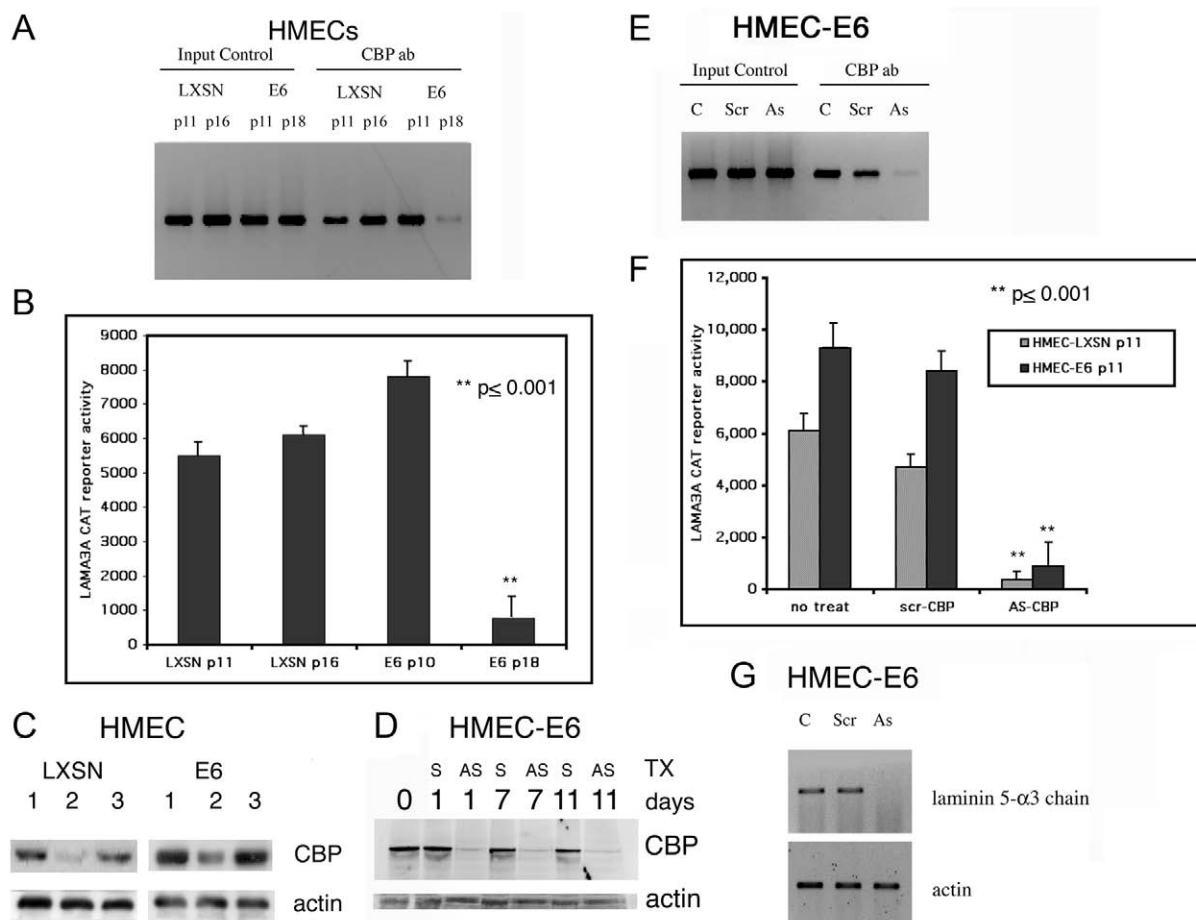 A
HMECs
Input Control CBP ab
LXSN E6 LXSN E6
p11 p16 p11 p18 p11 p16 p11 p18
B
LAMA3A CAT reporter activity
9000
8000
7000
6000
5000
4000
3000
2000
1000
0
** p≤ 0.001
**
LXSN p11 LXSN p16 E6 p10 E6 p18
C HMEC
LXSN E6
1 2 3 1 2 3
CBP
actin
D HMEC-E6
S AS S AS S AS TX
0 1 1 7 7 11 11 days
CBP
actin
E HMEC-E6
Input Control CBP ab
C Scr As C Scr As
F
LAMA3A CAT reporter activity
12,000
10,000
8,000
6,000
4,000
2,000
0
** p≤ 0.001
HMEC-LXSN p11
HMEC-E6 p11
** **
no treat scr-CBP AS-CBP
G HMEC-E6
C Scr As
laminin 5-α3 chain
actin